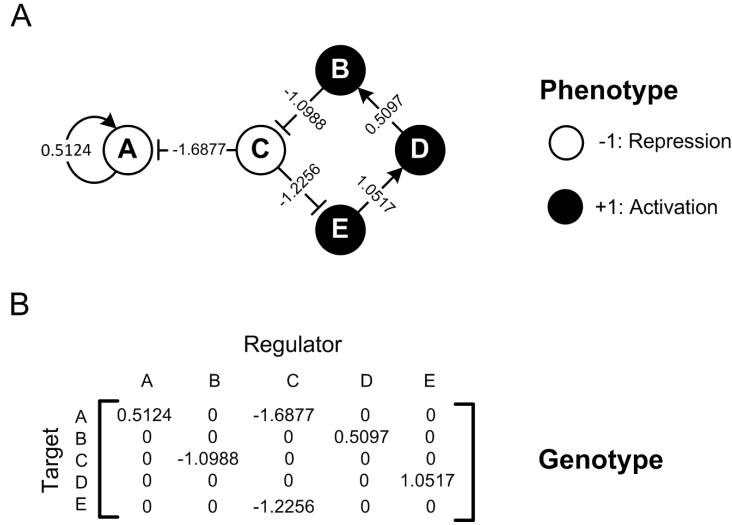 A
B
-1.0988
0.5097
Phenotype
0.5124
A
-1.6877
C
D
-1: Repression
-1.2256
1.0517
+1: Activation
E
B
Regulator
A B C D E
Target
A 0.5124 0 -1.6877 0 0
B 0 0 0 0.5097 0
C 0 -1.0988 0 0 0
D 0 0 0 0 1.0517
E 0 0 -1.2256 0 0
Genotype